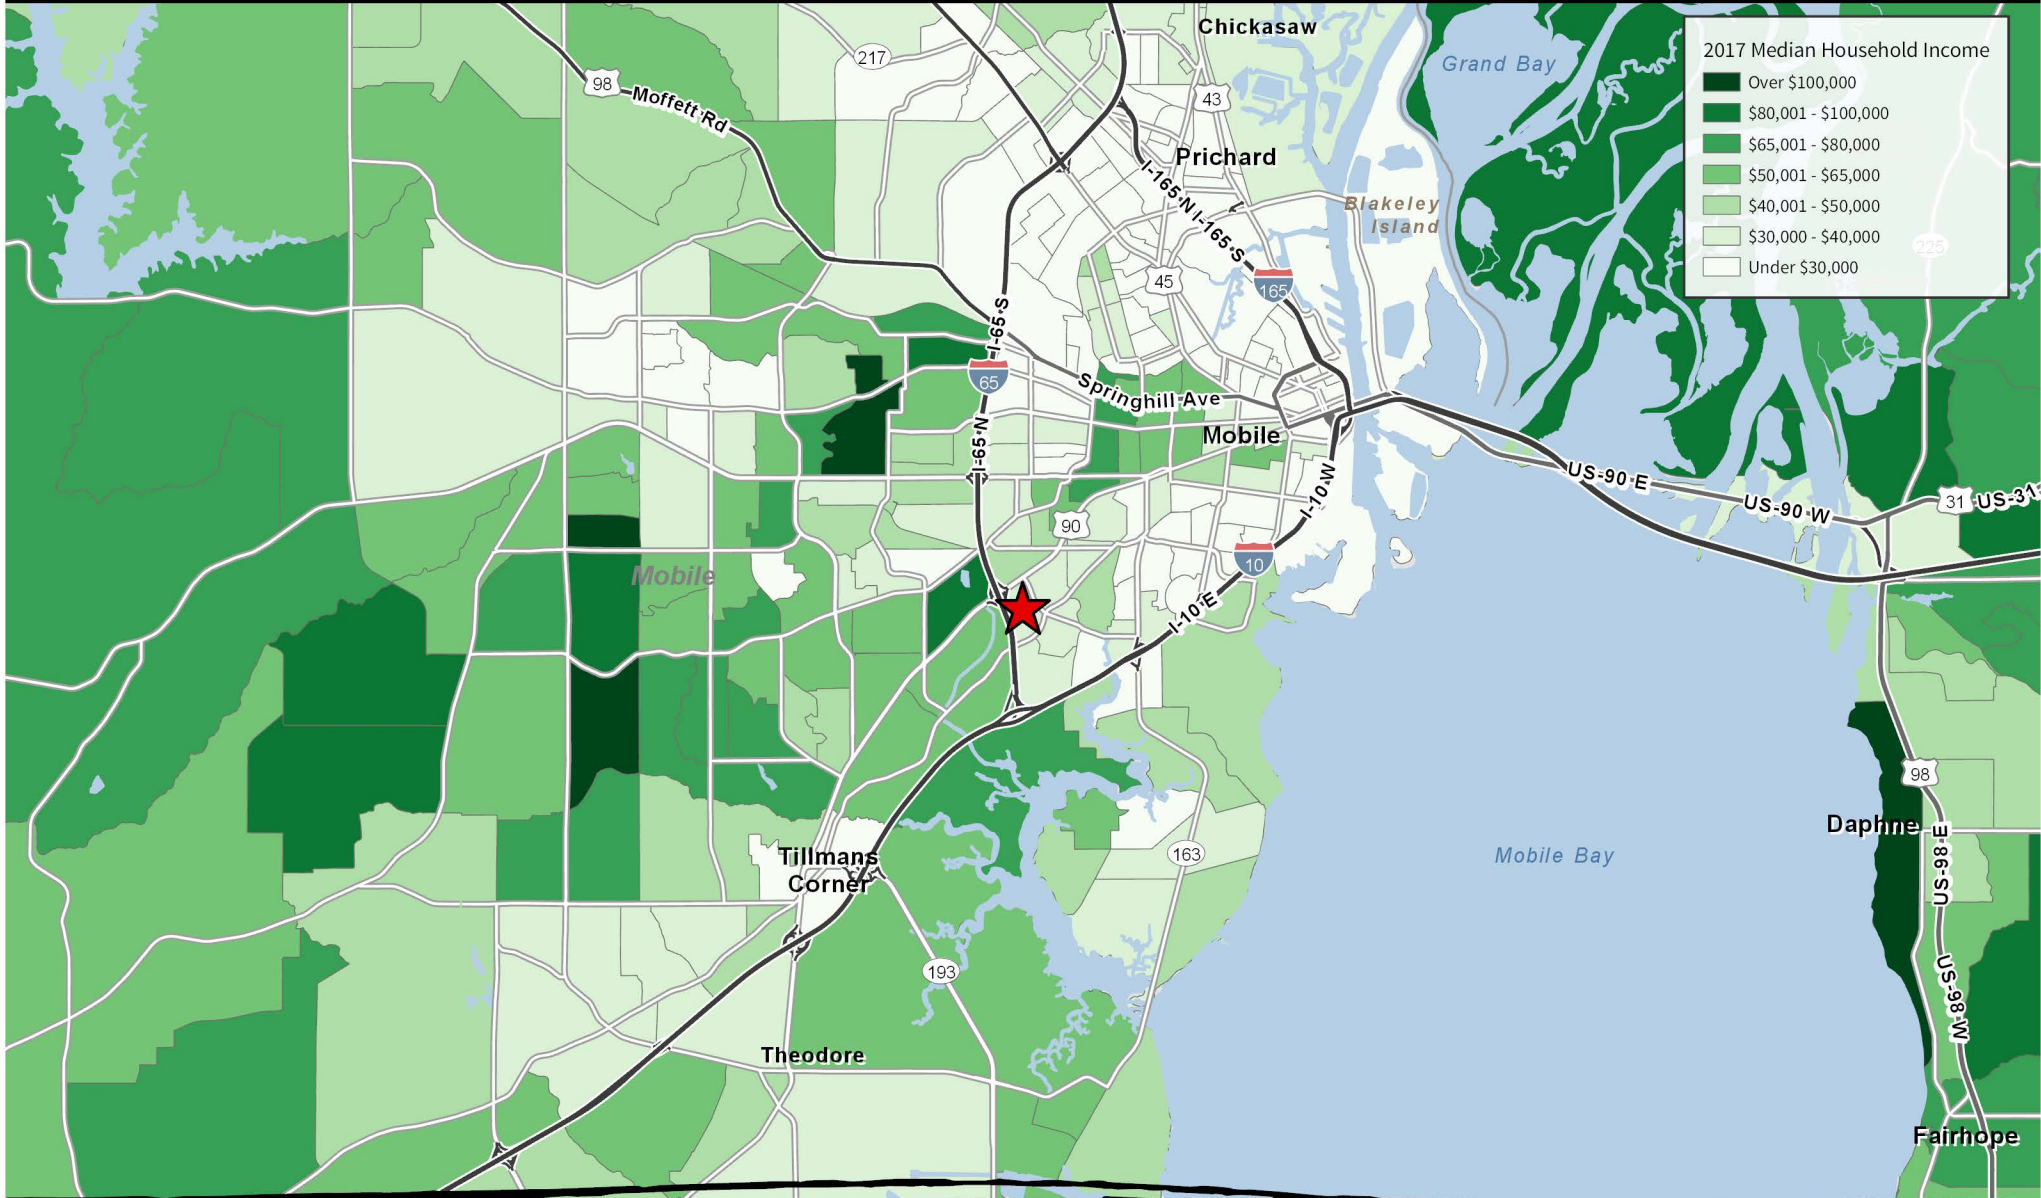 Chickasaw
Grand Bay
2017 Median Household Income
Over $100,000
$80,001 - $100,000
$65,001 - $80,000
$50,001 - $65,000
$40,001 - $50,000
$30,000 - $40,000
Under $30,000
217
98
Moffett Rd
43
Prichard
I-165 N
I-165 S
Blakeley
Island
225
45
165
I-65 S
65
Springhill Ave
Mobile
I-65 N
I-10 W
US-90 E
US-90 W
31
US-31
90
10
Mobile
I-10 E
98
Daphne
US-98 E
Mobile Bay
163
Tillmans
Corner
193
US-98 W
Theodore
Fairhope